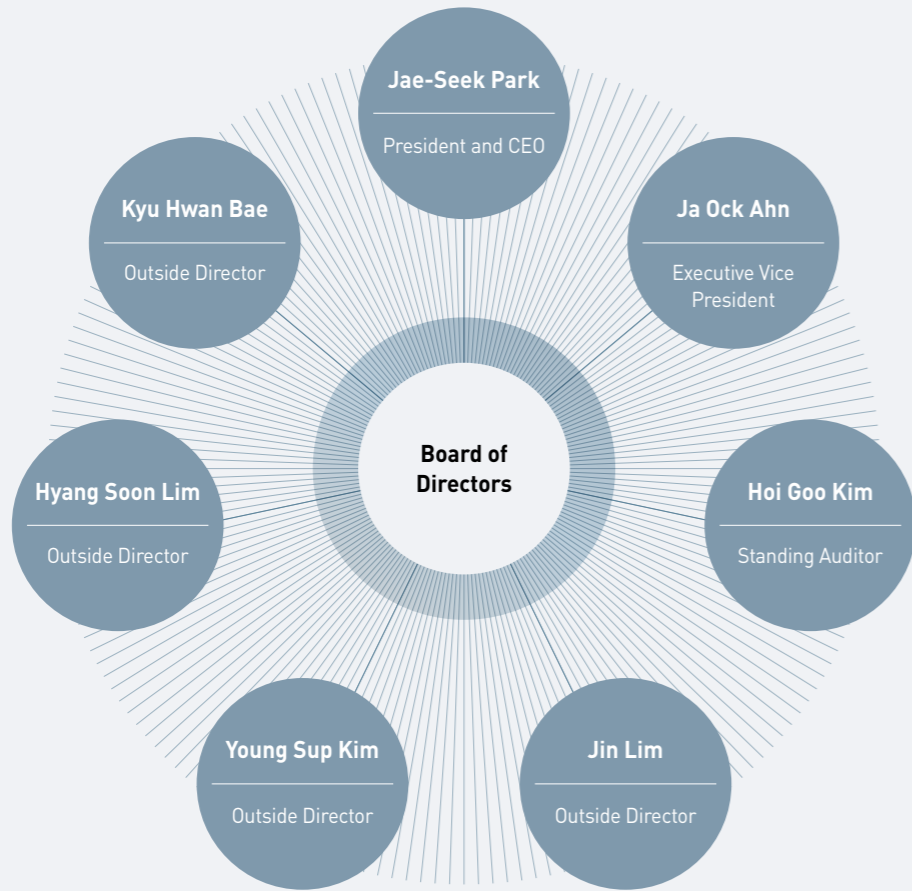 Jae-Seek Park
President and CEO
Kyu Hwan Bae
Outside Director
Ja Ock Ahn
Executive Vice
President
Board of
Directors
Hyang Soon Lim
Outside Director
Hoi Goo Kim
Standing Auditor
Young Sup Kim
Outside Director
Jin Lim
Outside Director